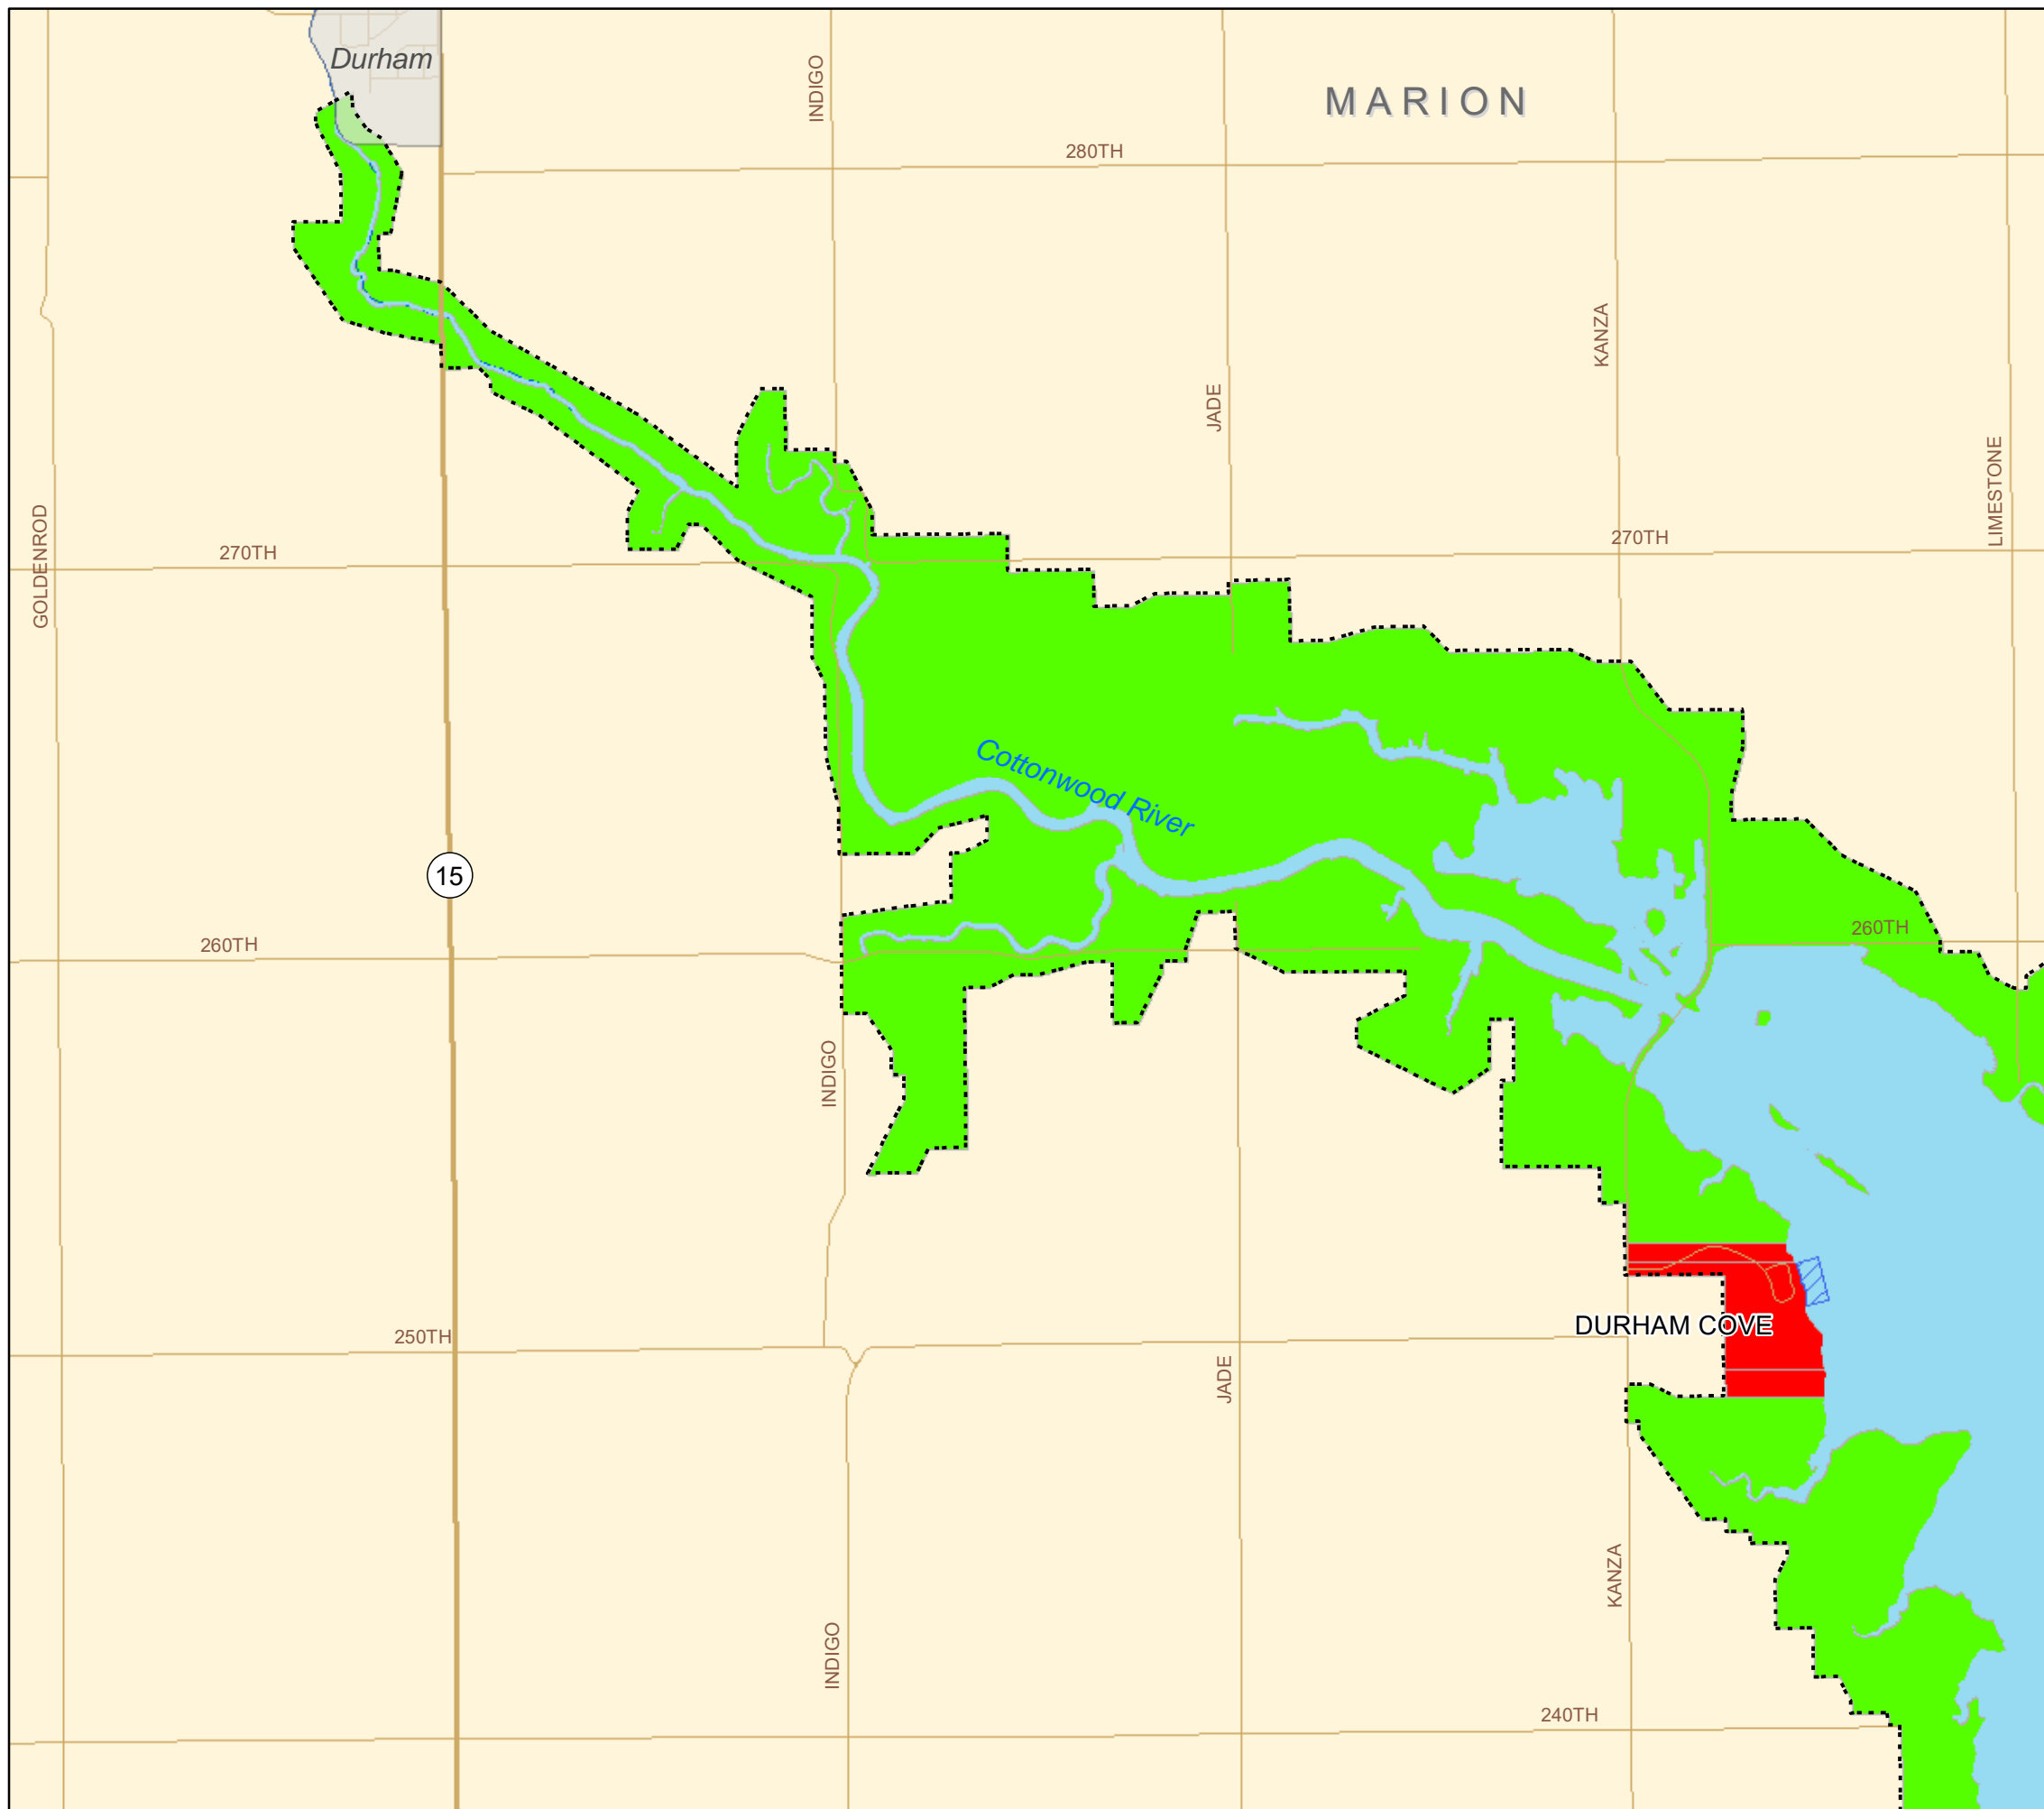 Durham
INDIGO
MARION
280TH
KANZA
JADE
LIMESTONE
GOLDENROD
270TH
270TH
Cottonwood River
15
260TH
260TH
INDIGO
DURHAM COVE
250TH
JADE
KANZA
INDIGO
240TH